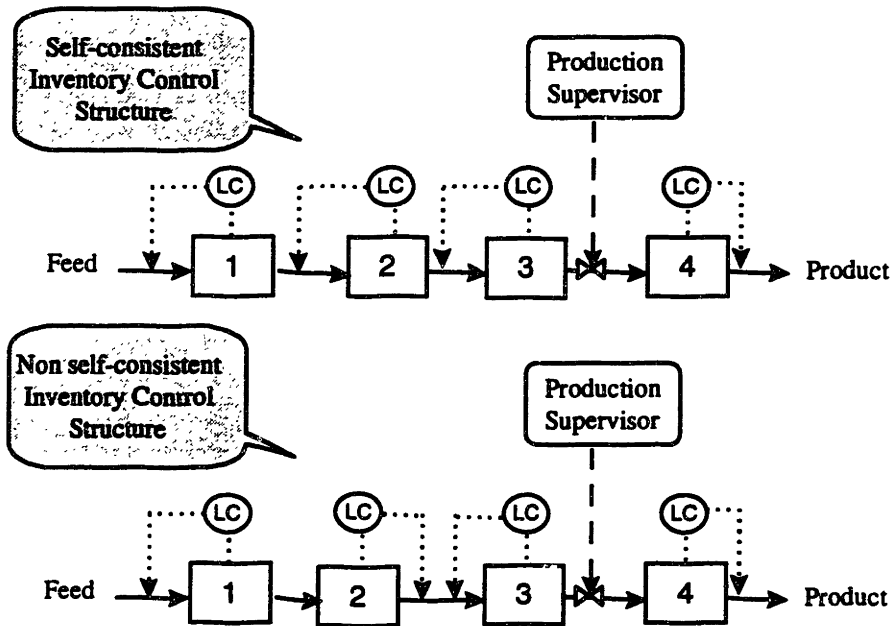 Self-consistent
Inventory Control
Structure
Production
Supervisor
LC LC LC LC
Feed 1 2 3 4 Product
Non self-consistent
Inventory Control
Structure
Production
Supervisor
LC LC LC LC
Feed 1 2 3 4 Product